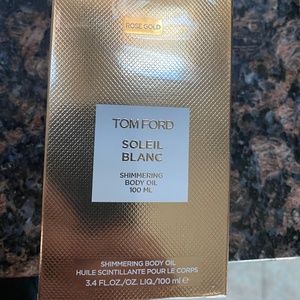 ROSE GOLD
TOM FORD
SOLEIL
BLANC
SHIMMERING
BODY OIL
100 ML
SHIMMERING BODY OIL
HUILE SCINTILLANTE POUR LE CORPS
3.4 FL.OZ./OZ. LIQ./100 ml ℮